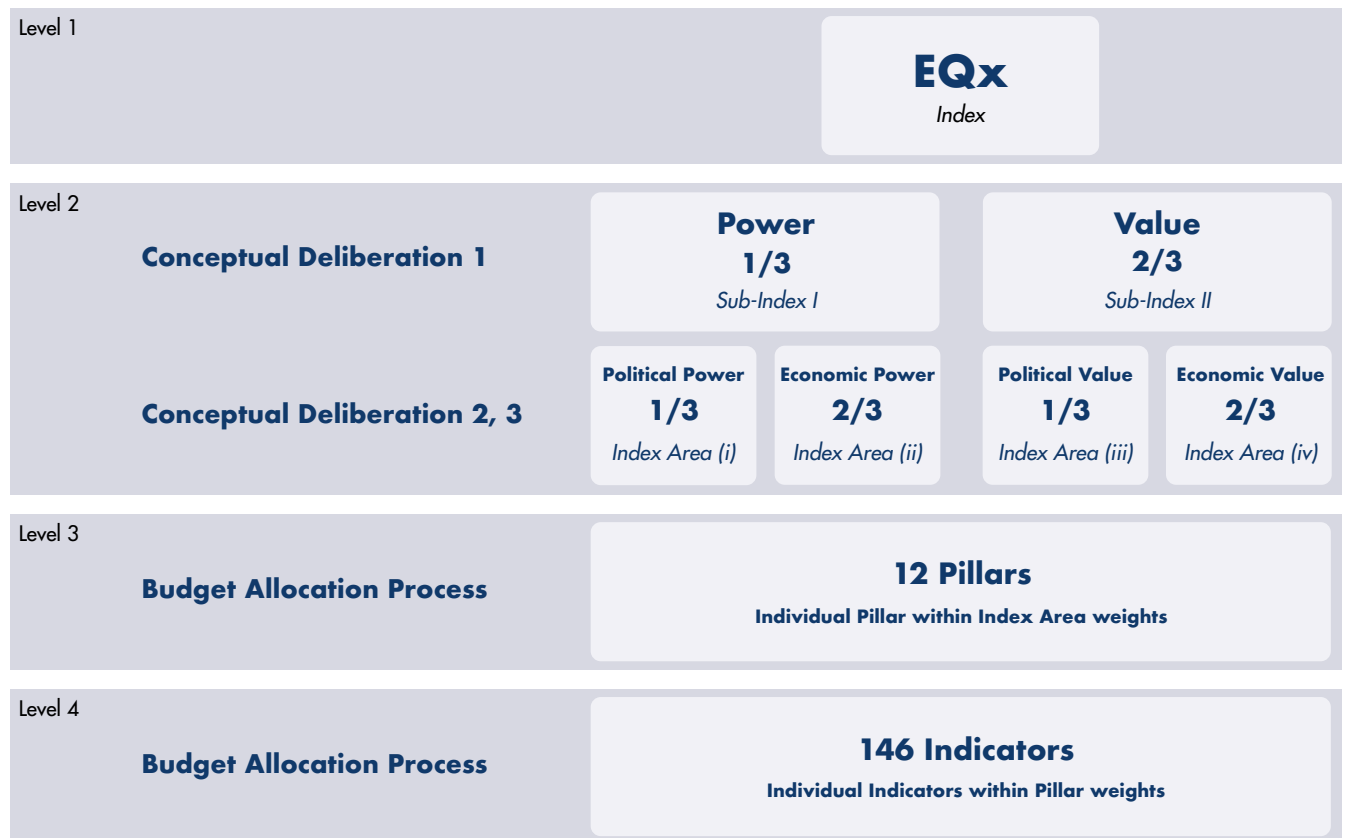 Level 1
EQx
Index
Level 2
Conceptual Deliberation 1
Power
1/3
Sub-Index I
Value
2/3
Sub-Index II
Conceptual Deliberation 2, 3
Political Power
1/3
Index Area (i)
Economic Power
2/3
Index Area (ii)
Political Value
1/3
Index Area (iii)
Economic Value
2/3
Index Area (iv)
Level 3
Budget Allocation Process
12 Pillars
Individual Pillar within Index Area weights
Level 4
Budget Allocation Process
146 Indicators
Individual Indicators within Pillar weights